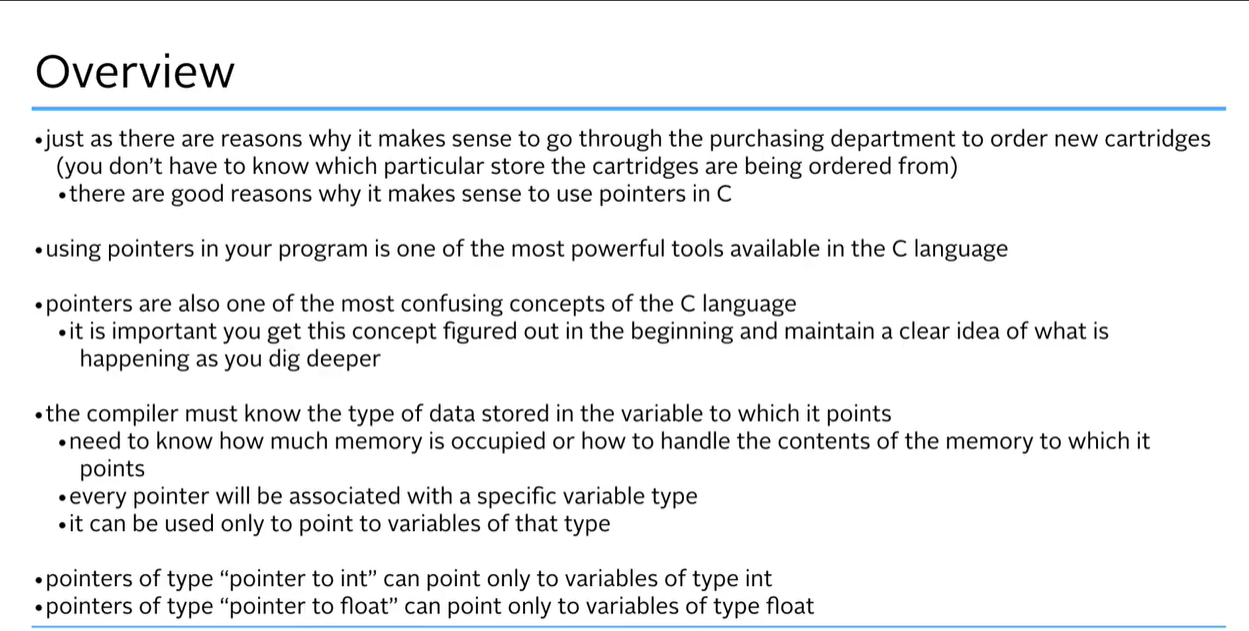 Overview
•just as there are reasons why it makes sense to go through the purchasing department to order new cartridges
(you don't have to know which particular store the cartridges are being ordered from)
•there are good reasons why it makes sense to use pointers in C
•using pointers in your program is one of the most powerful tools available in the C language
•pointers are also one of the most confusing concepts of the C language
•it is important you get this concept figured out in the beginning and maintain a clear idea of what is
happening as you dig deeper
•the compiler must know the type of data stored in the variable to which it points
•need to know how much memory is occupied or how to handle the contents of the memory to which it
points
•every pointer will be associated with a specific variable type
•it can be used only to point to variables of that type
•pointers of type “pointer to int” can point only to variables of type int
•pointers of type “pointer to float” can point only to variables of type float